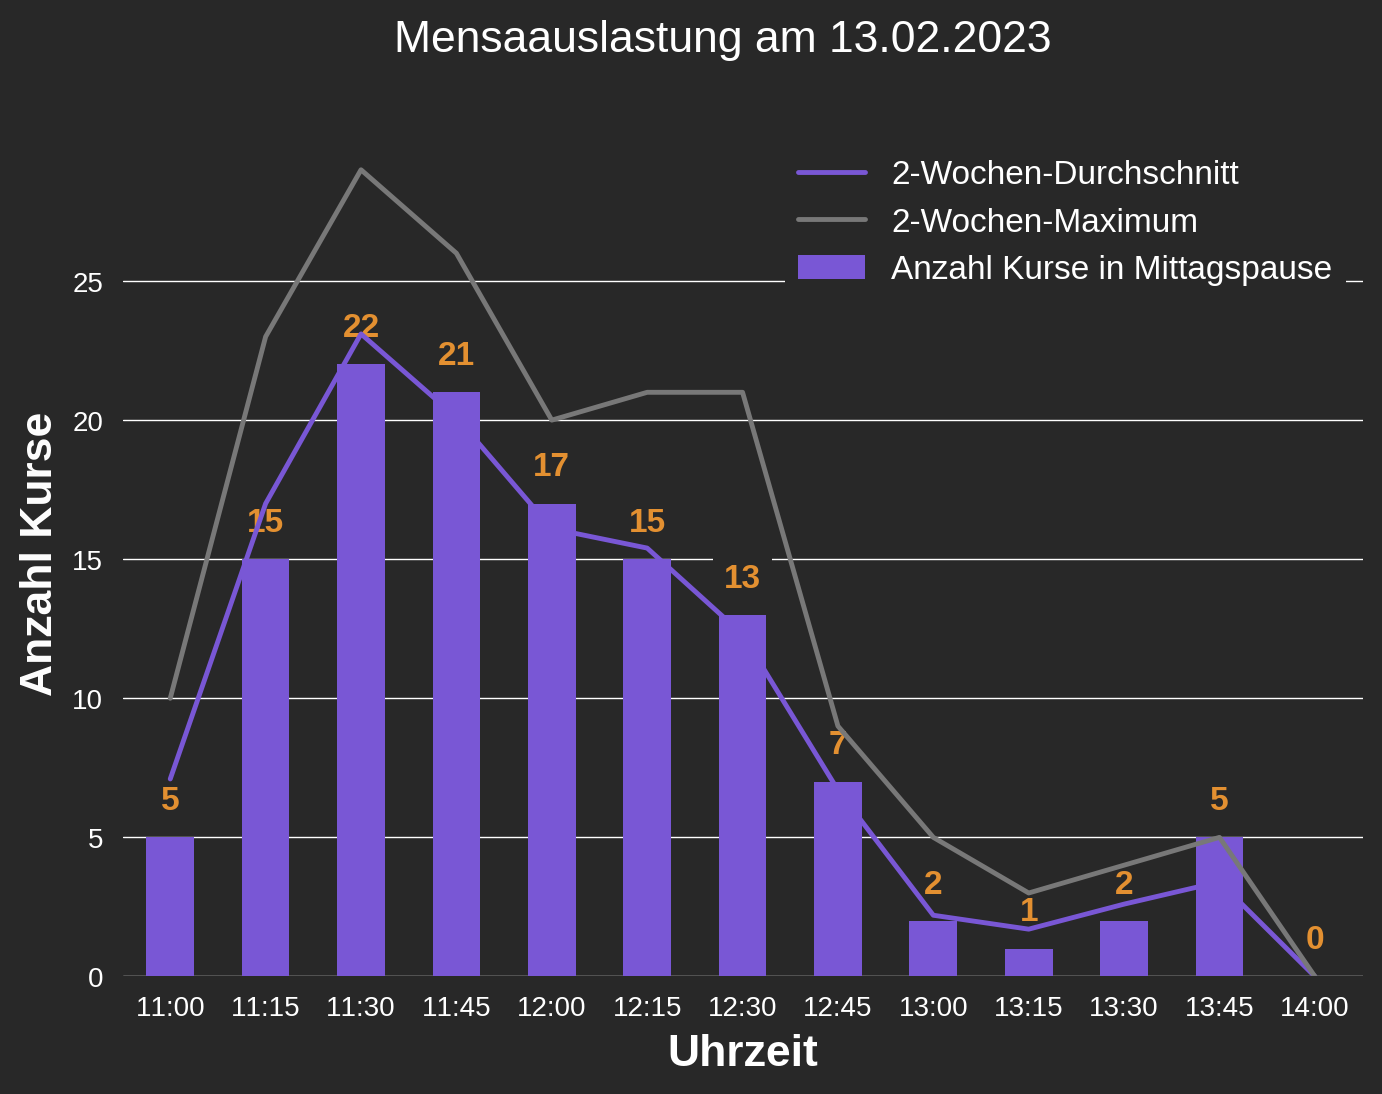 Mensaauslastung am 13.02.2023
2-Wochen-Durchschnitt
2-Wochen-Maximum
Anzahl Kurse in Mittagspause
Anzahl Kurse
25
20
15
10
5
0
5
15
22
21
17
15
13
7
2
1
2
5
0
11:00 11:15 11:30 11:45 12:00 12:15 12:30 12:45 13:00 13:15 13:30 13:45 14:00
Uhrzeit